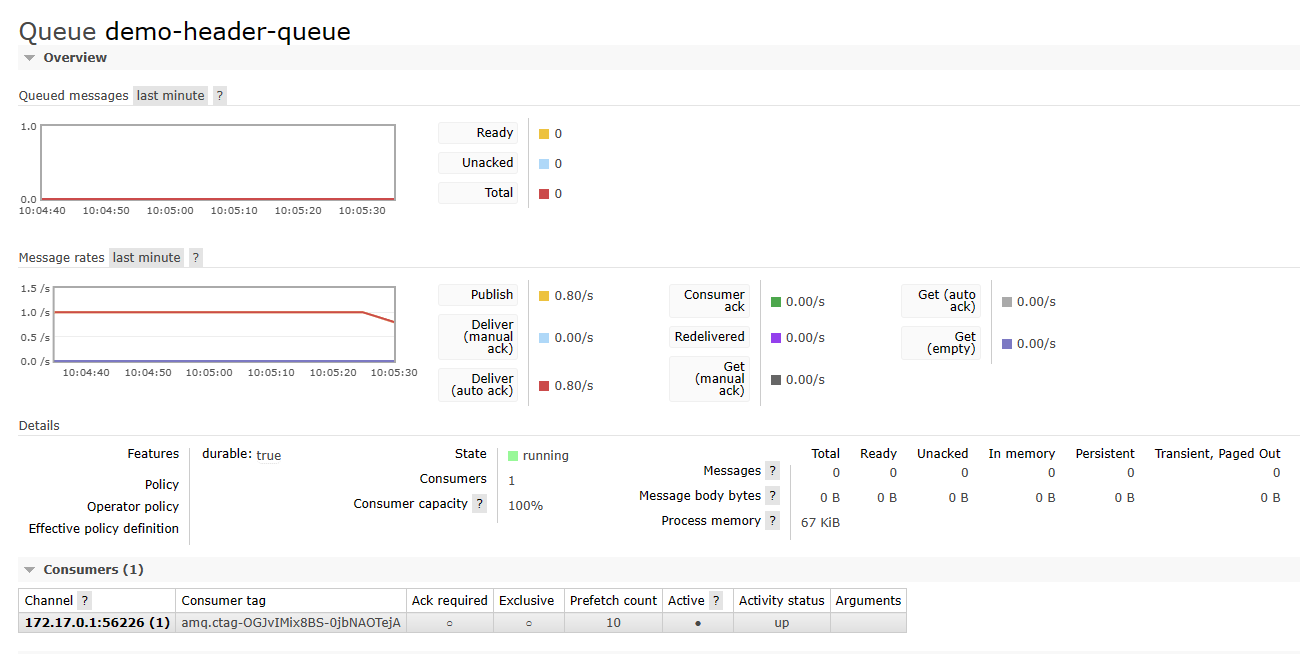 Queue demo-header-queue
Overview
Queued messages last minute ?
1.0
0.0
10:04:40 10:04:50 10:05:00 10:05:10 10:05:20 10:05:30
Ready 0
Unacked 0
Total 0
Message rates last minute ?
1.5 /s
1.0 /s
0.5 /s
0.0 /s
10:04:40 10:04:50 10:05:00 10:05:10 10:05:20 10:05:30
Publish 0.80/s
Deliver
(manual
ack) 0.00/s
Deliver
(auto ack) 0.80/s
Consumer
ack 0.00/s
Redelivered 0.00/s
Get
(manual
ack) 0.00/s
Get (auto
ack) 0.00/s
Get
(empty) 0.00/s
Details
Features durable: true
Policy
Operator policy
Effective policy definition
State running
Consumers 1
Consumer capacity ? 100%
Total Ready Unacked In memory Persistent Transient, Paged Out
Messages ? 0 0 0 0 0 0
Message body bytes ? 0 B 0 B 0 B 0 B 0 B 0 B
Process memory ? 67 KiB
Consumers (1)
Channel ? Consumer tag Ack required Exclusive Prefetch count Active ? Activity status Arguments
172.17.0.1:56226 (1) amq.ctag-OGJvIMix8BS-0jbNAOTejA ○ ○ 10 ● up